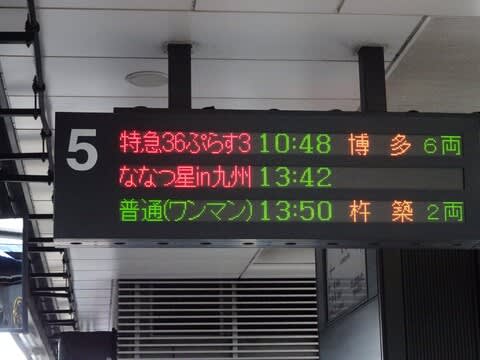 5
特急36ぷらす3 10:48 博多 6両
ななつ星in九州 13:42
普通(ワンマン) 13:50 杵築 2両